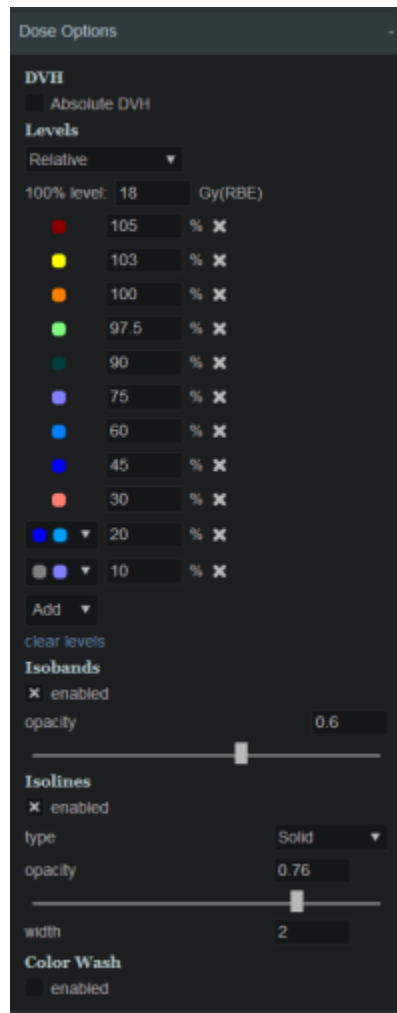 Dose Options -
DVH
Absolute DVH
Levels
Relative
100% level: 18 Gy(RBE)
105 %
103 %
100 %
97.5 %
90 %
75 %
60 %
45 %
30 %
20 %
10 %
Add
clear levels
Isobands
enabled
opacity 0.6
Isolines
enabled
type Solid
opacity 0.76
width 2
Color Wash
enabled